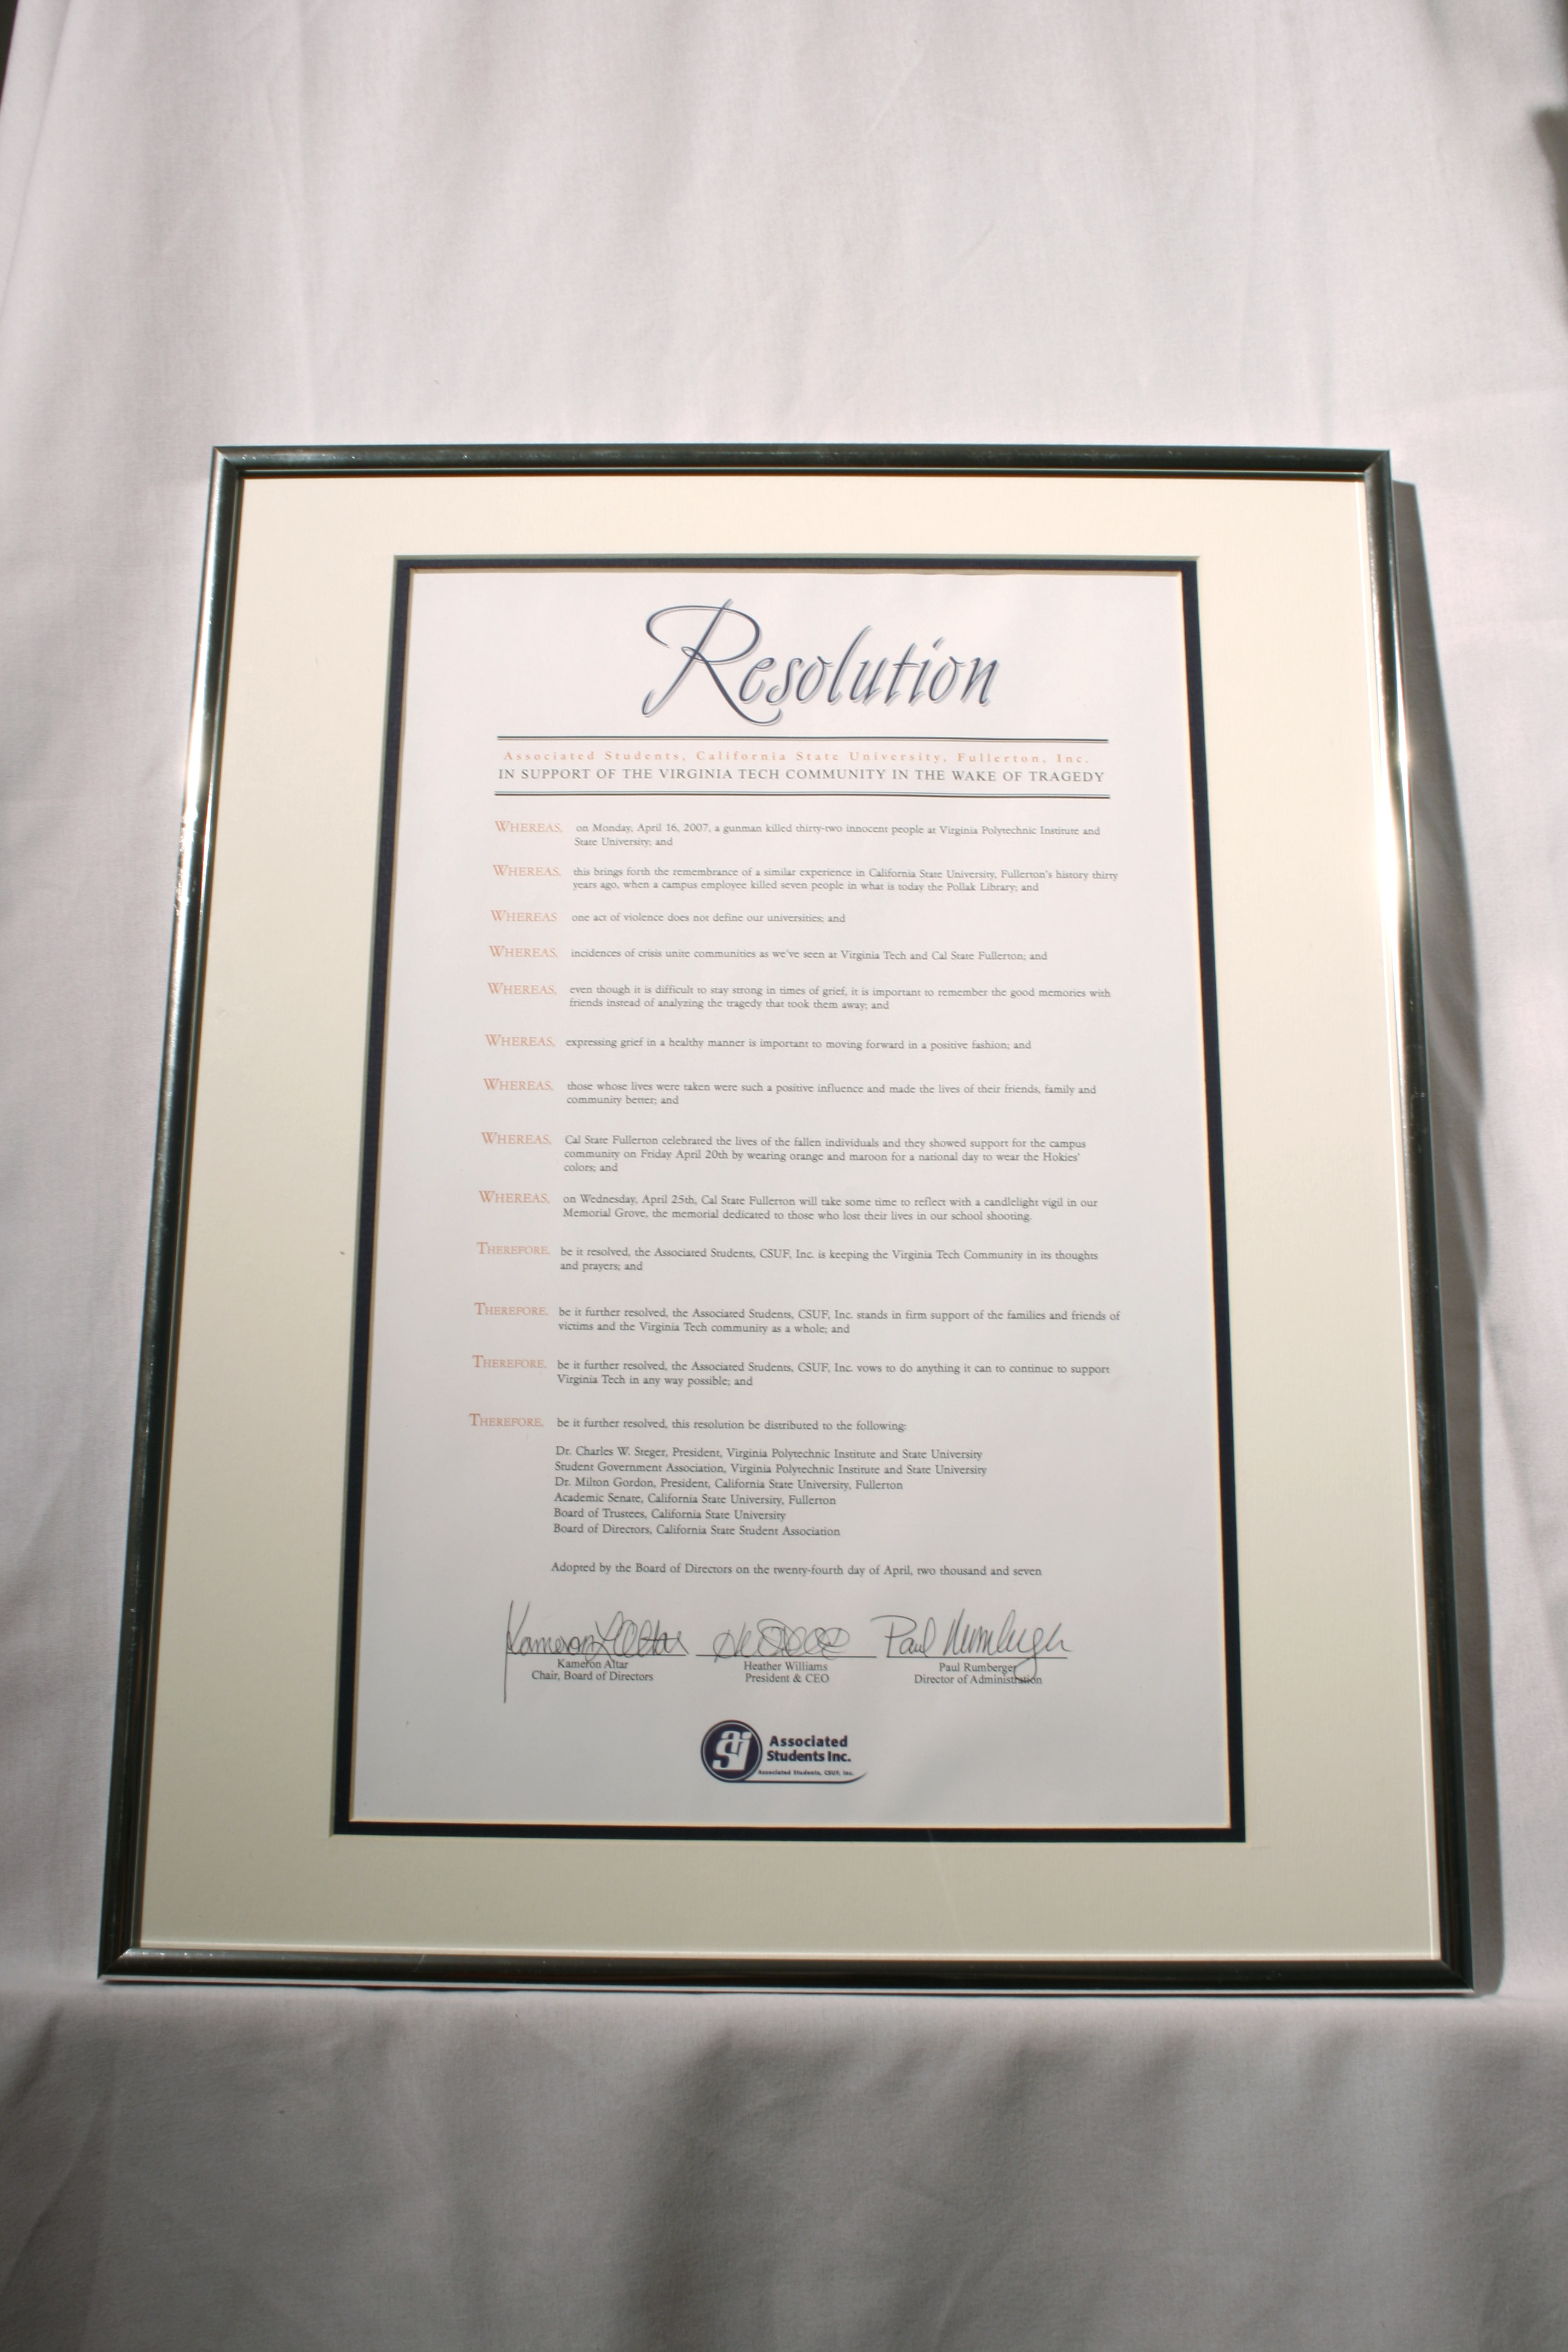 Resolution
Associated Students, California State University, Fullerton, Inc.
IN SUPPORT OF THE VIRGINIA TECH COMMUNITY IN THE WAKE OF TRAGEDY
WHEREAS, on Monday, April 16, 2007, a gunman killed thirty-two innocent people at Virginia Polytechnic Institute and
State University; and
WHEREAS, this brings forth the remembrance of a similar experience in California State University, Fullerton's history thirty
years ago, when a campus employee killed seven people in what is today the Pollak Library; and
WHEREAS one act of violence does not define our universities; and
WHEREAS, incidences of crisis unite communities as we've seen at Virginia Tech and Cal State Fullerton; and
WHEREAS, even though it is difficult to stay strong in times of grief, it is important to remember the good memories with
friends instead of analyzing the tragedy that took them away; and
WHEREAS, expressing grief in a healthy manner is important to moving forward in a positive fashion; and
WHEREAS, those whose lives were taken were such a positive influence and made the lives of their friends, family and
community better; and
WHEREAS, Cal State Fullerton celebrated the lives of the fallen individuals and they showed support for the campus
community on Friday April 20th by wearing orange and maroon for a national day to wear the Hokies'
colors; and
WHEREAS, on Wednesday, April 25th, Cal State Fullerton will take some time to reflect with a candlelight vigil in our
Memorial Grove, the memorial dedicated to those who lost their lives in our school shooting.
THEREFORE, be it resolved, the Associated Students, CSUF, Inc. is keeping the Virginia Tech Community in its thoughts
and prayers; and
THEREFORE, be it further resolved, the Associated Students, CSUF, Inc. stands in firm support of the families and friends of
victims and the Virginia Tech community as a whole; and
THEREFORE, be it further resolved, the Associated Students, CSUF, Inc. vows to do anything it can to continue to support
Virginia Tech in any way possible; and
THEREFORE, be it further resolved, this resolution be distributed to the following:
Dr. Charles W. Steger, President, Virginia Polytechnic Institute and State University
Student Government Association, Virginia Polytechnic Institute and State University
Dr. Milton Gordon, President, California State University, Fullerton
Academic Senate, California State University, Fullerton
Board of Trustees, California State University
Board of Directors, California State Student Association
Adopted by the Board of Directors on the twenty-fourth day of April, two thousand and seven
Kameron Altar Paul Rumberger
Kameron Altar Heather Williams Paul Rumberger
Chair, Board of Directors President & CEO Director of Administration
asi Associated
Students Inc.
Associated Students, CSUF, Inc.